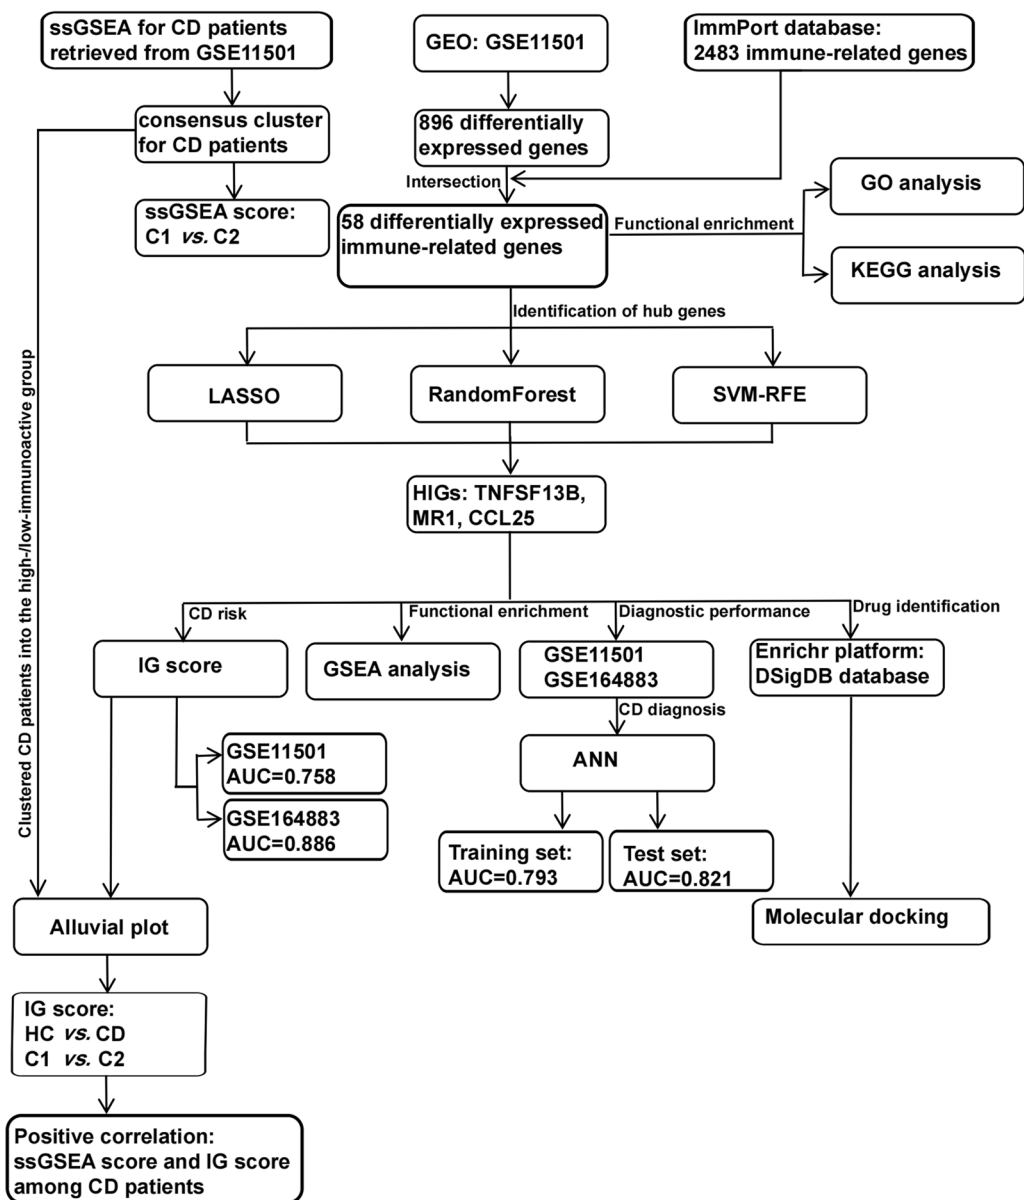 ssGSEA for CD patients
retrieved from GSE11501
GEO: GSE11501
ImmPort database:
2483 immune-related genes
consensus cluster
for CD patients
896 differentially
expressed genes
Intersection
ssGSEA score:
C1 vs. C2
58 differentially expressed
immune-related genes
Functional enrichment
GO analysis
KEGG analysis
Identification of hub genes
LASSO
RandomForest
SVM-RFE
HIGs: TNFSF13B,
MR1, CCL25
Clustered CD patients into the high-/low-immunoactive group
CD risk
Functional enrichment
Diagnostic performance
Drug identification
IG score
GSEA analysis
GSE11501
GSE164883
Enrichr platform:
DSigDB database
CD diagnosis
GSE11501
AUC=0.758
GSE164883
AUC=0.886
ANN
Training set:
AUC=0.793
Test set:
AUC=0.821
Alluvial plot
Molecular docking
IG score:
HC vs. CD
C1 vs. C2
Positive correlation:
ssGSEA score and IG score
among CD patients